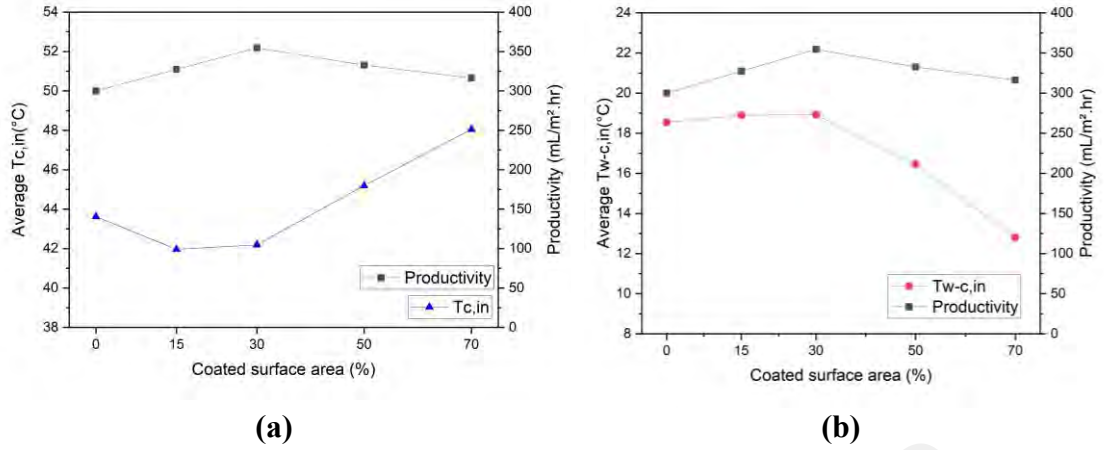 54
52
50
48
46
44
42
40
38
Average Tc,in(°C)
400
350
300
250
200
150
100
50
0
Productivity (mL/m².hr)
Productivity
Tc,in
0 15 30 50 70
Coated surface area (%)
(a)
24
22
20
18
16
14
12
10
8
Average Tw-c,in(°C)
400
350
300
250
200
150
100
50
0
Productivity (mL/m².hr)
Tw-c,in
Productivity
0 15 30 50 70
Coated surface area (%)
(b)